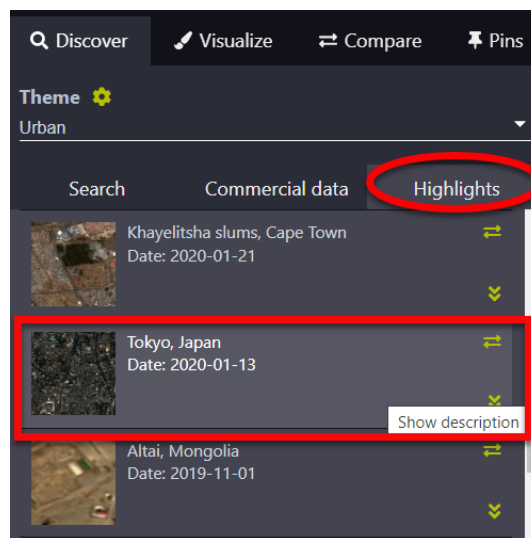 Discover Visualize Compare Pins
Theme
Urban
Search Commercial data Highlights
Khayelitsha slums, Cape Town
Date: 2020-01-21
Tokyo, Japan
Date: 2020-01-13
Show description
Altai, Mongolia
Date: 2019-11-01